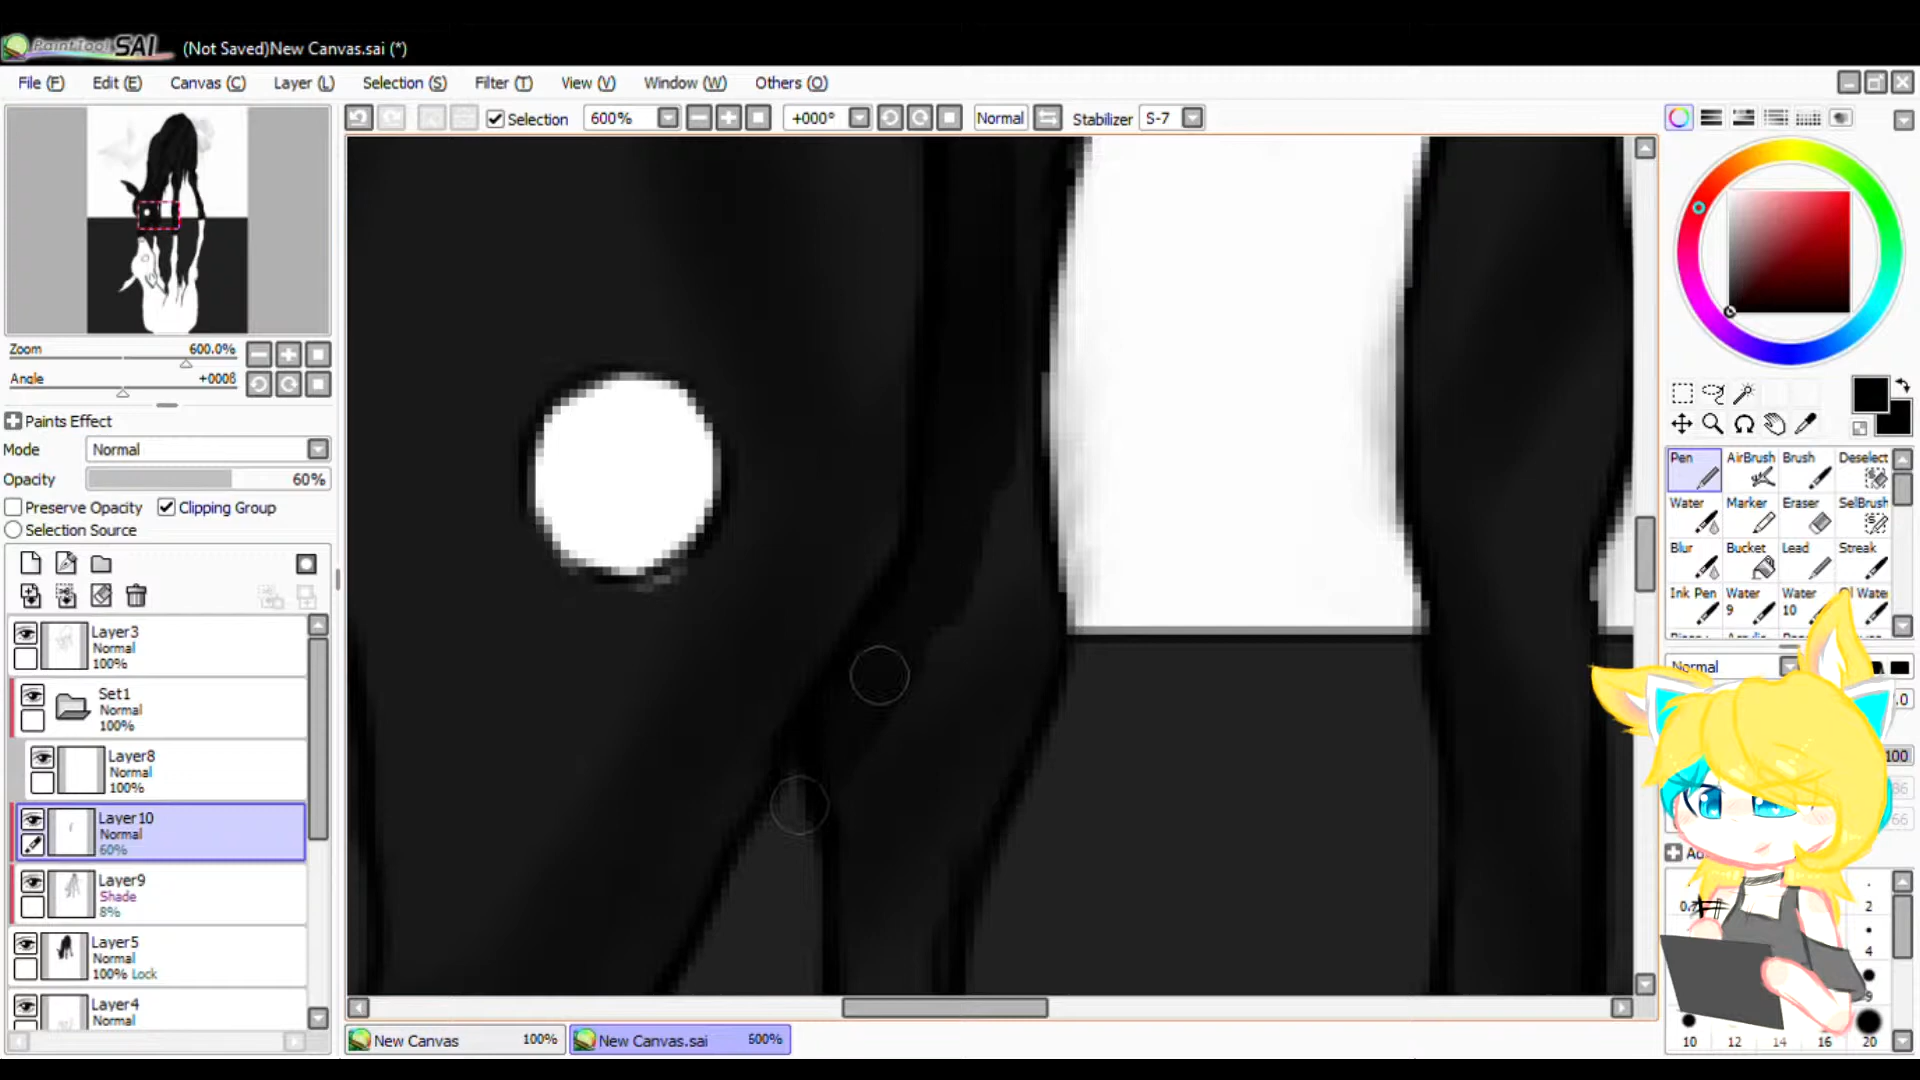 PaintTool SAI (Not Saved)New Canvas.sai (*)
File (F) Edit (E) Canvas (C) Layer (L) Selection (S) Filter (T) View (V) Window (W) Others (O)
Selection 600% +000° Normal Stabilizer S-7
Zoom 600.0%
Angle
Paints Effect
Mode Normal
Opacity 60%
Preserve Opacity Clipping Group
Selection Source
Layer3
Normal
100%
Set1
Normal
100%
Layer8
Normal
100%
Layer10
Normal
60%
Layer9
Shade
8%
Layer5
Normal
100% Lock
Layer4
Normal
New Canvas 100% New Canvas.sai 600%
Pen AirBrush Brush Deselect
Water Marker Eraser SelBrush
Blur Bucket Lead Streak
Ink Pen Water 9 Water 10
Normal
100
2
4
9
10 12 14 16 20